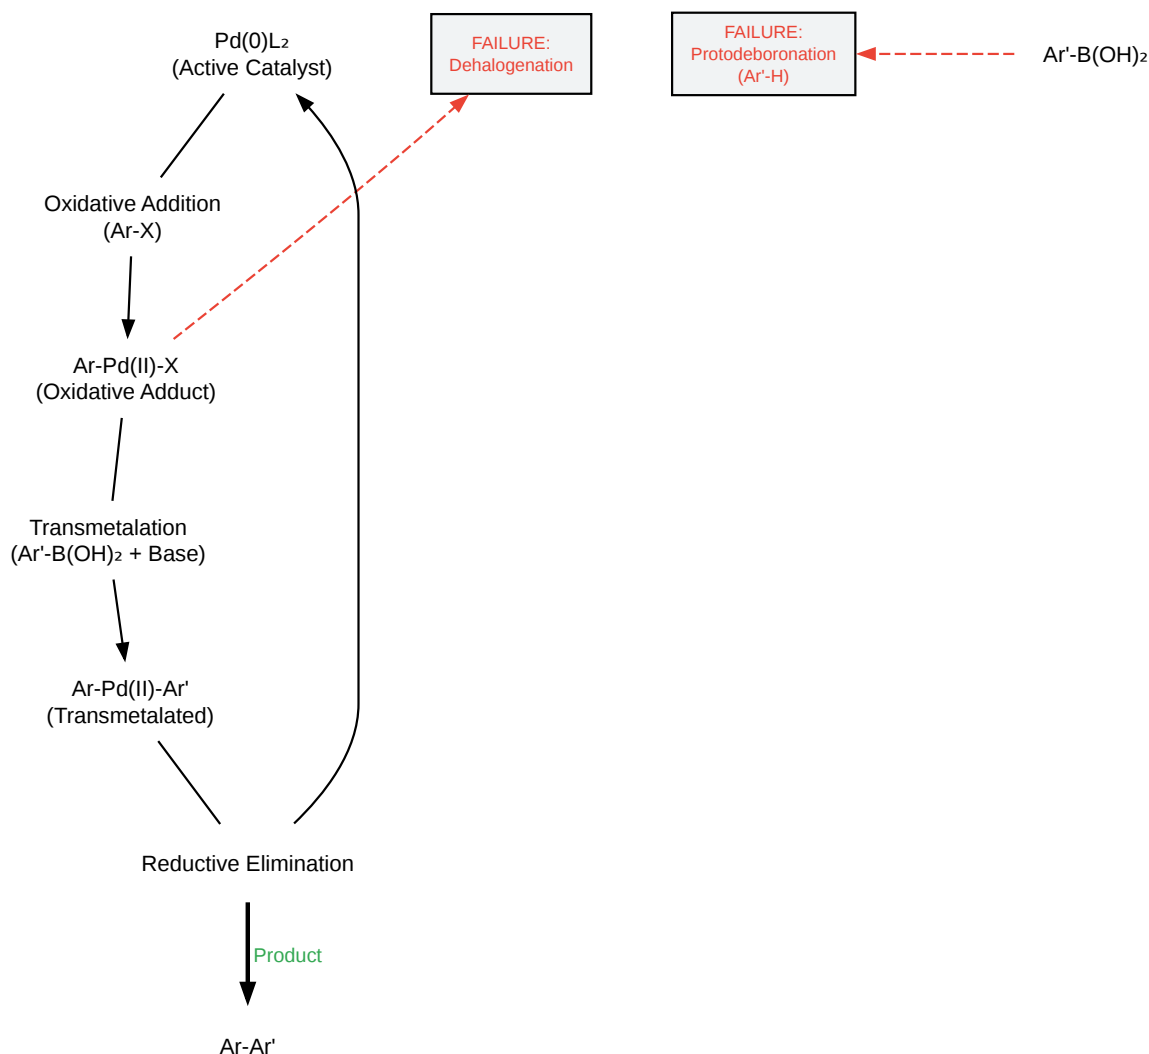 Pd(0)L₂
(Active Catalyst)
FAILURE:
Dehalogenation
FAILURE:
Protodeboronation
(Ar'-H)
Ar'-B(OH)₂
Oxidative Addition
(Ar-X)
Ar-Pd(II)-X
(Oxidative Adduct)
Transmetalation
(Ar'-B(OH)₂ + Base)
Ar-Pd(II)-Ar'
(Transmetalated)
Reductive Elimination
Product
Ar-Ar'